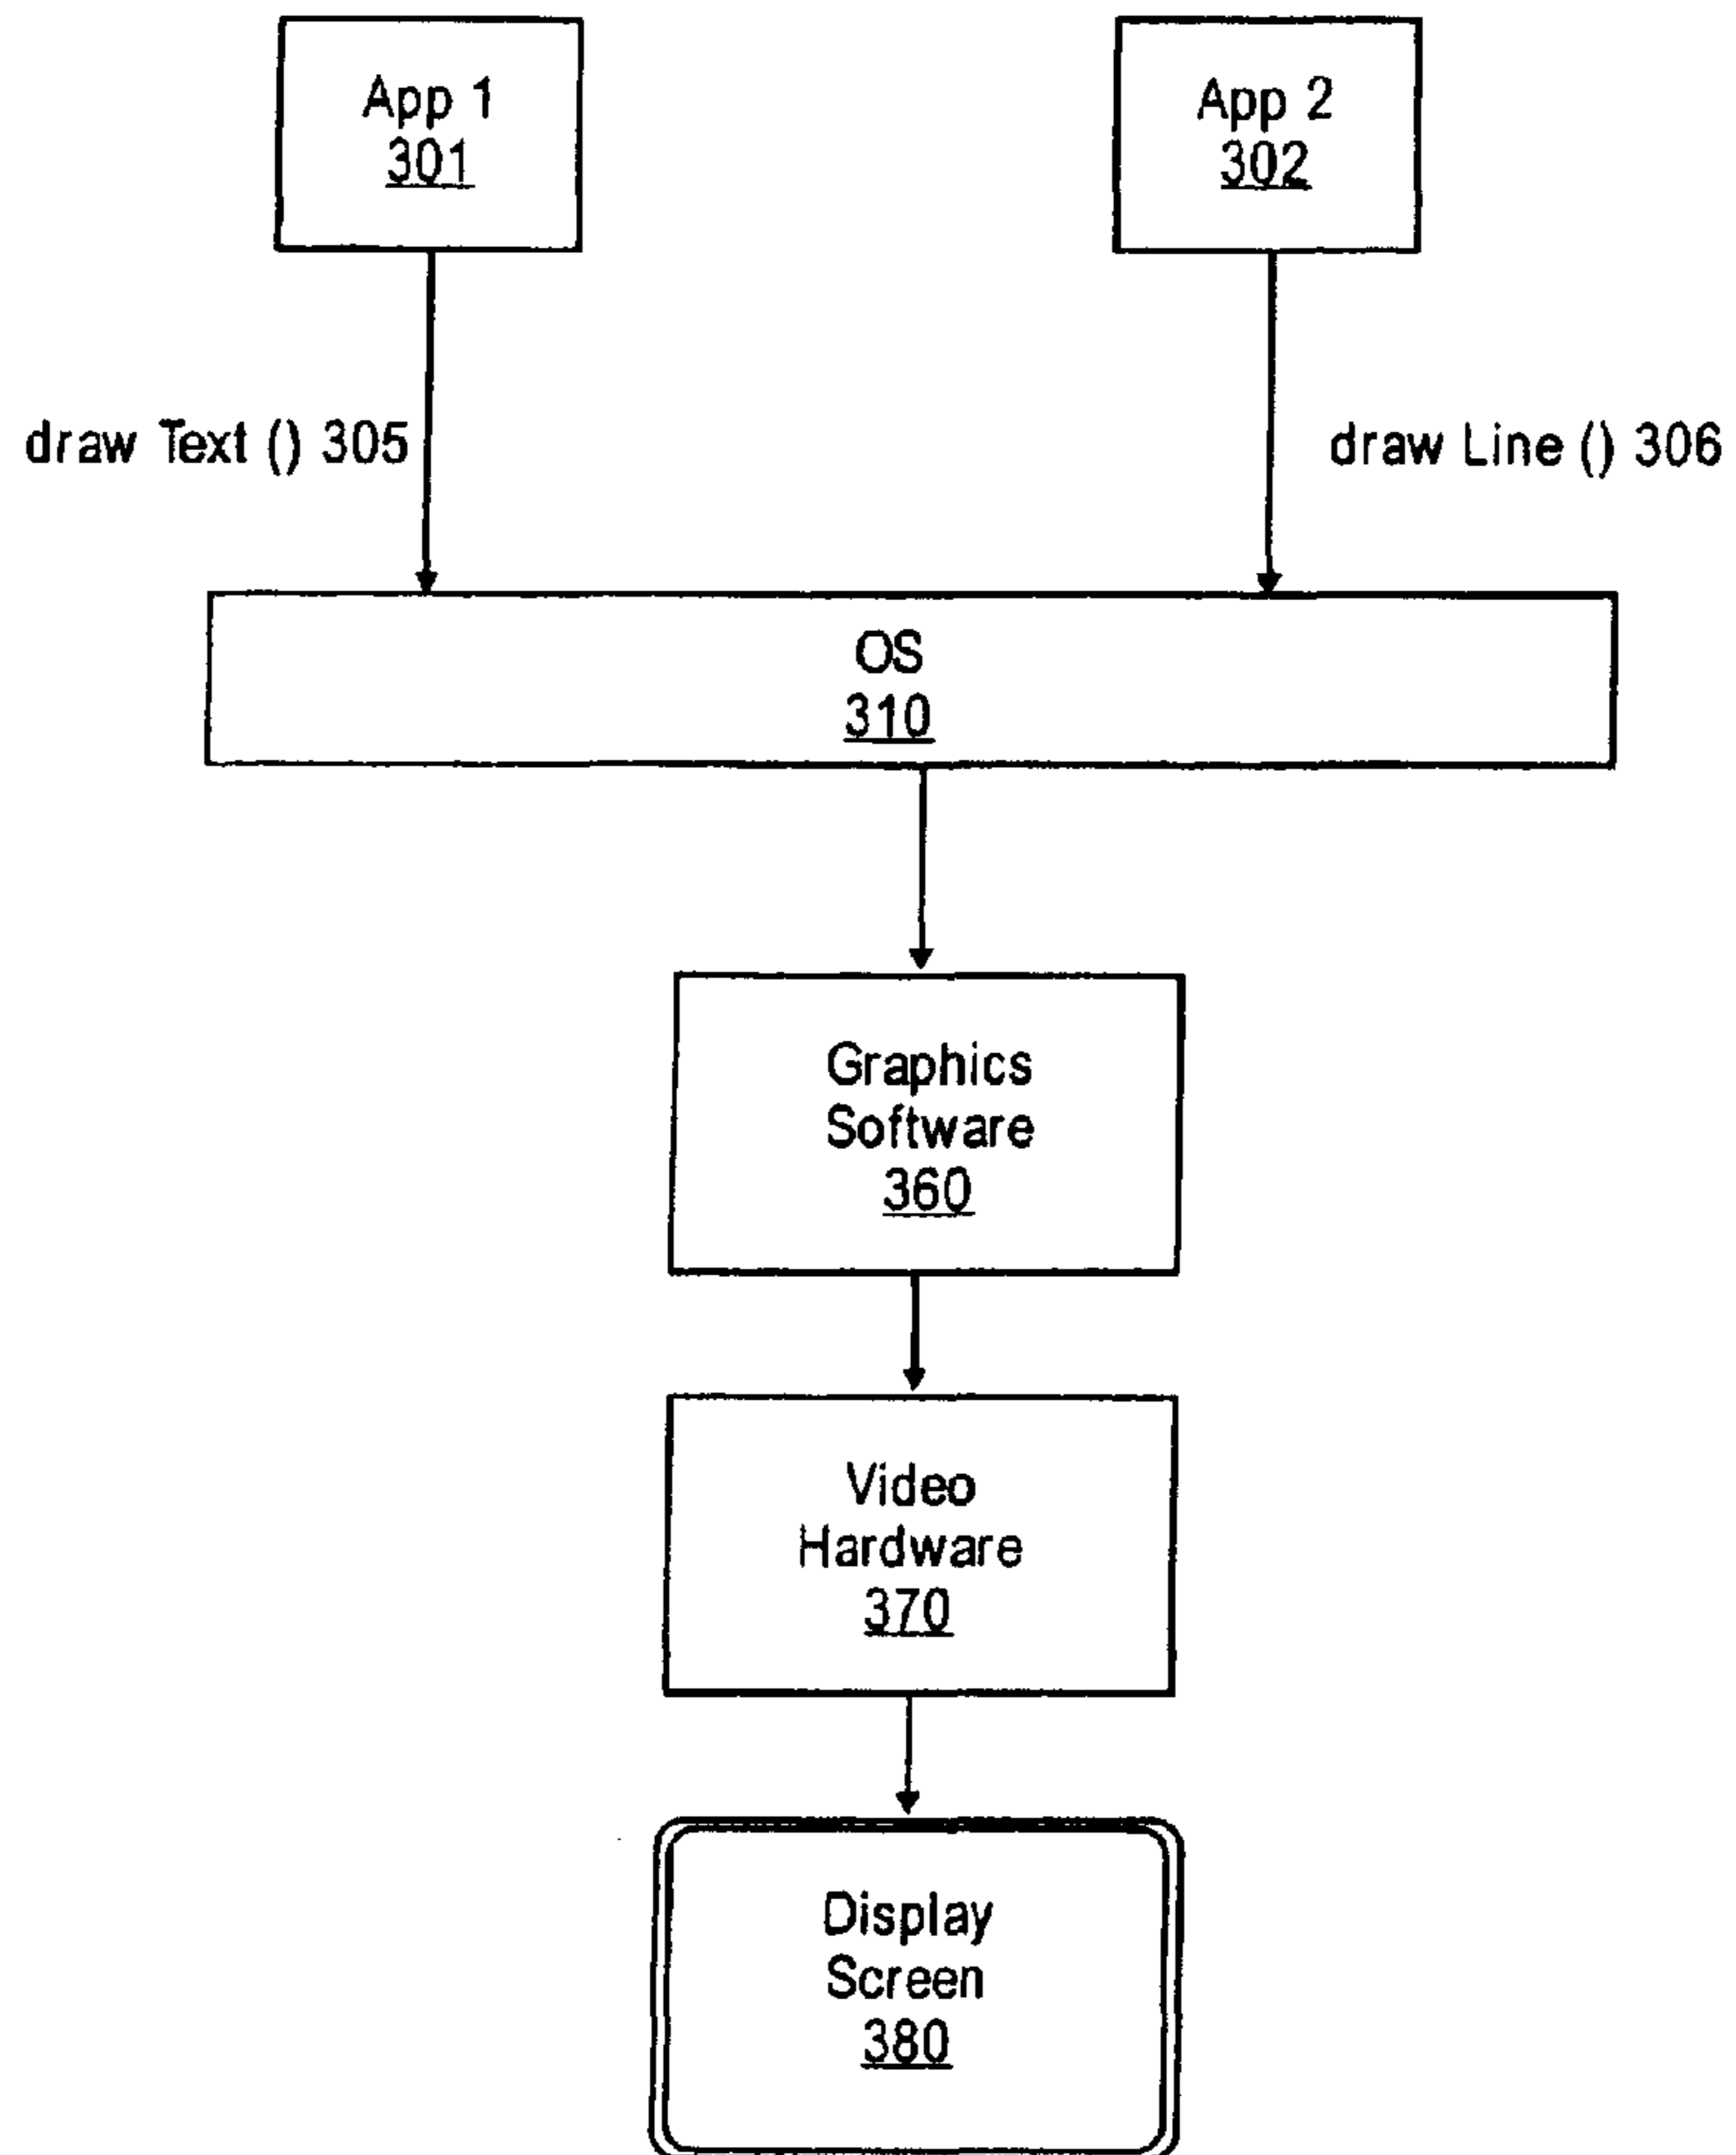 App 1
301
App 2
302
draw Text () 305
draw Line () 306
OS
310
Graphics
Software
360
Video
Hardware
370
Display
Screen
380